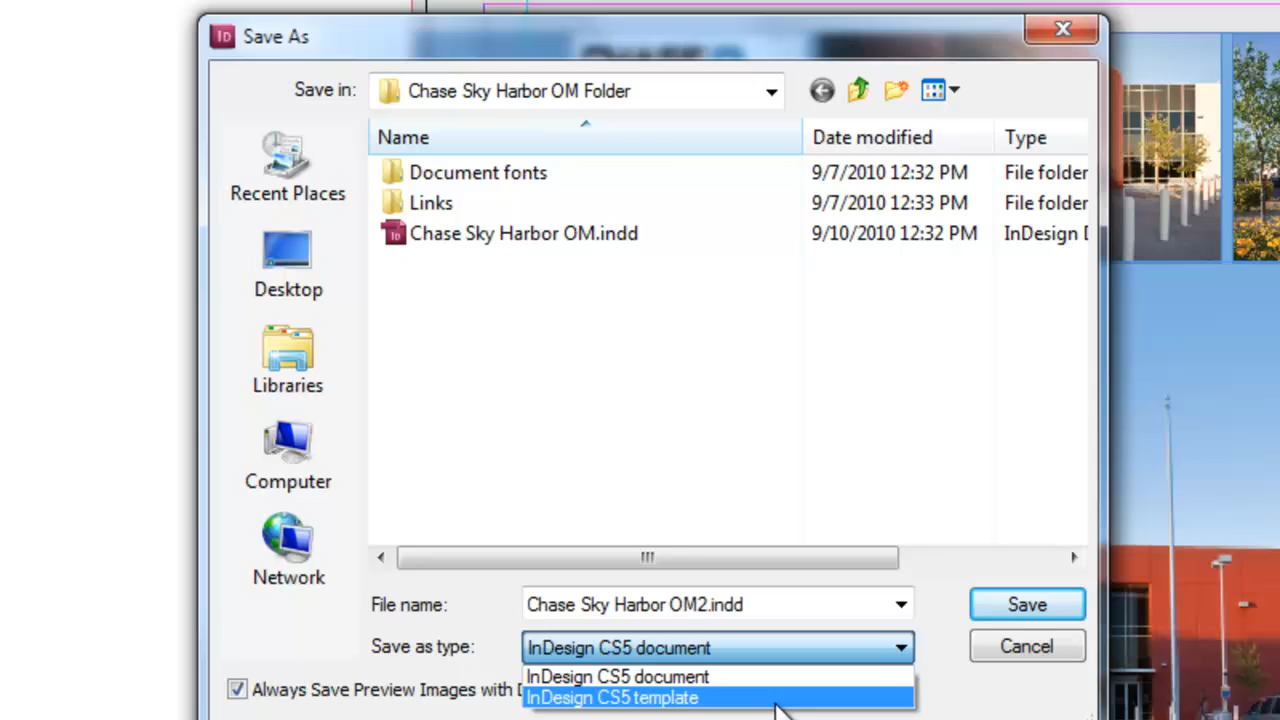 Save As
Save in: Chase Sky Harbor OM Folder
Name Date modified Type
Document fonts 9/7/2010 12:32 PM File folder
Links 9/7/2010 12:33 PM File folder
Chase Sky Harbor OM.indd 9/10/2010 12:32 PM InDesign D
Recent Places
Desktop
Libraries
Computer
Network
File name: Chase Sky Harbor OM2.indd Save
Save as type: InDesign CS5 document Cancel
InDesign CS5 document
InDesign CS5 template
Always Save Preview Images with D